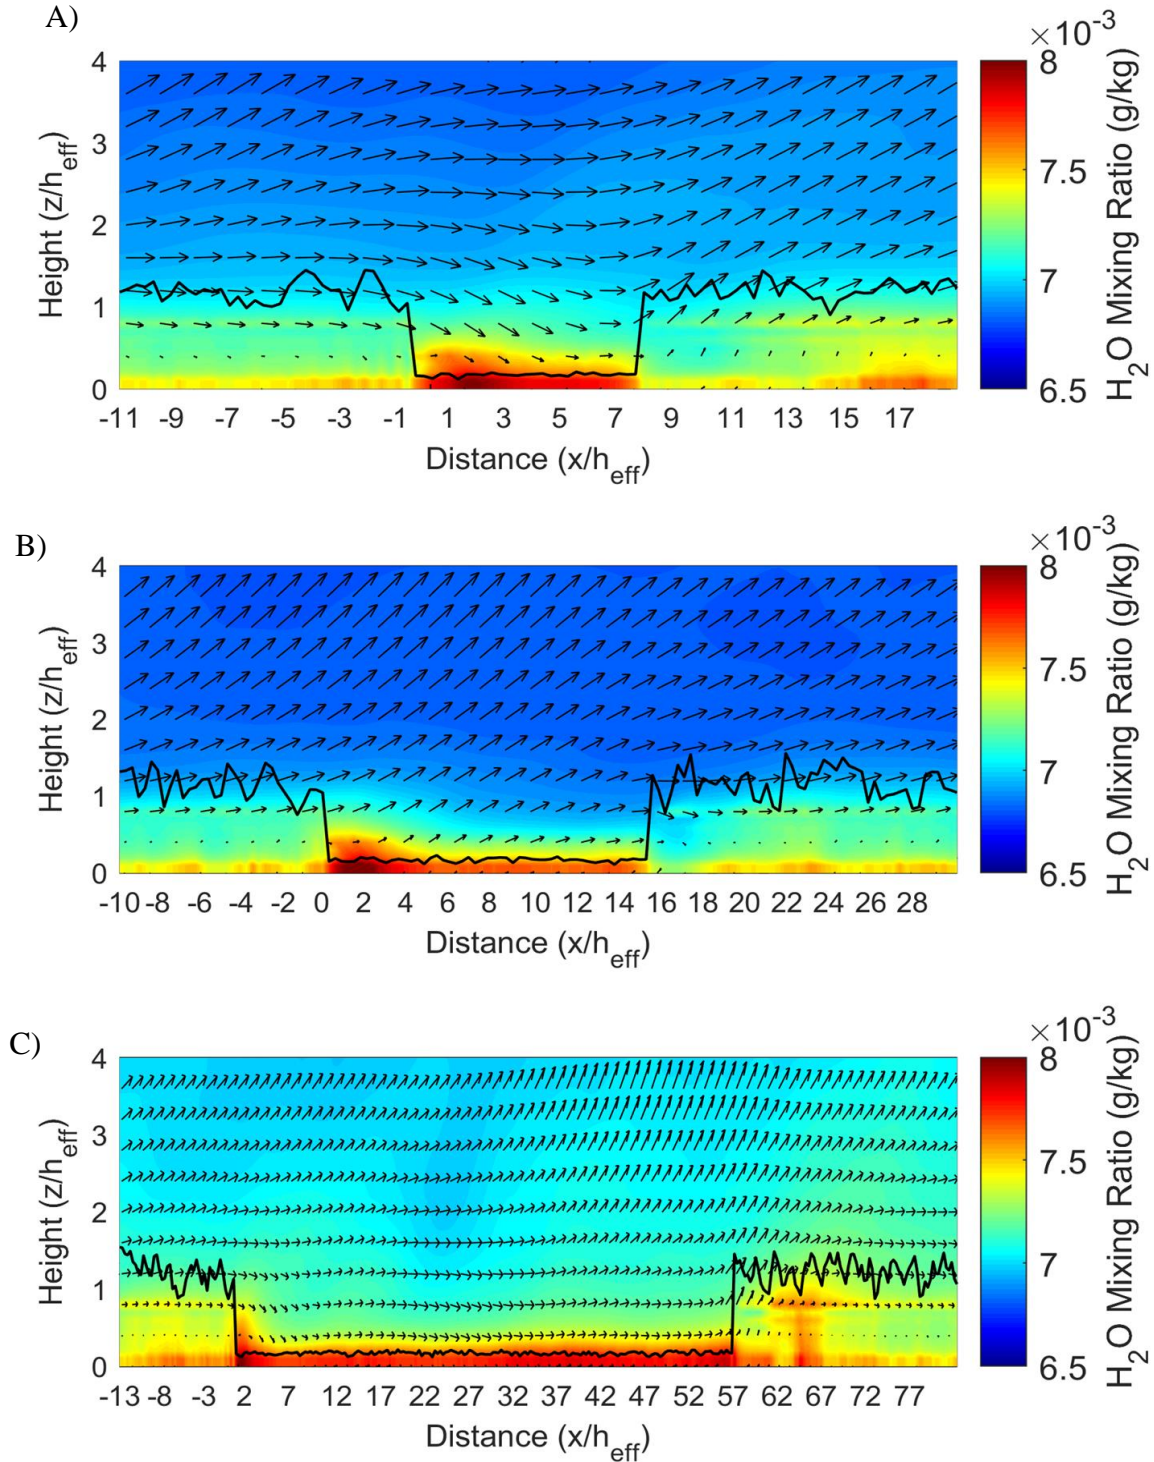 A)
×10⁻³
4
3
2
1
0
Height (z/h_eff)
-11 -9 -7 -5 -3 -1 1 3 5 7 9 11 13 15 17
Distance (x/h_eff)
8
7.5
7
6.5
H₂O Mixing Ratio (g/kg)
B)
×10⁻³
4
3
2
1
0
Height (z/h_eff)
-10 -8 -6 -4 -2 0 2 4 6 8 10 12 14 16 18 20 22 24 26 28
Distance (x/h_eff)
8
7.5
7
6.5
H₂O Mixing Ratio (g/kg)
C)
×10⁻³
4
3
2
1
0
Height (z/h_eff)
-13 -8 -3 2 7 12 17 22 27 32 37 42 47 52 57 62 67 72 77
Distance (x/h_eff)
8
7.5
7
6.5
H₂O Mixing Ratio (g/kg)